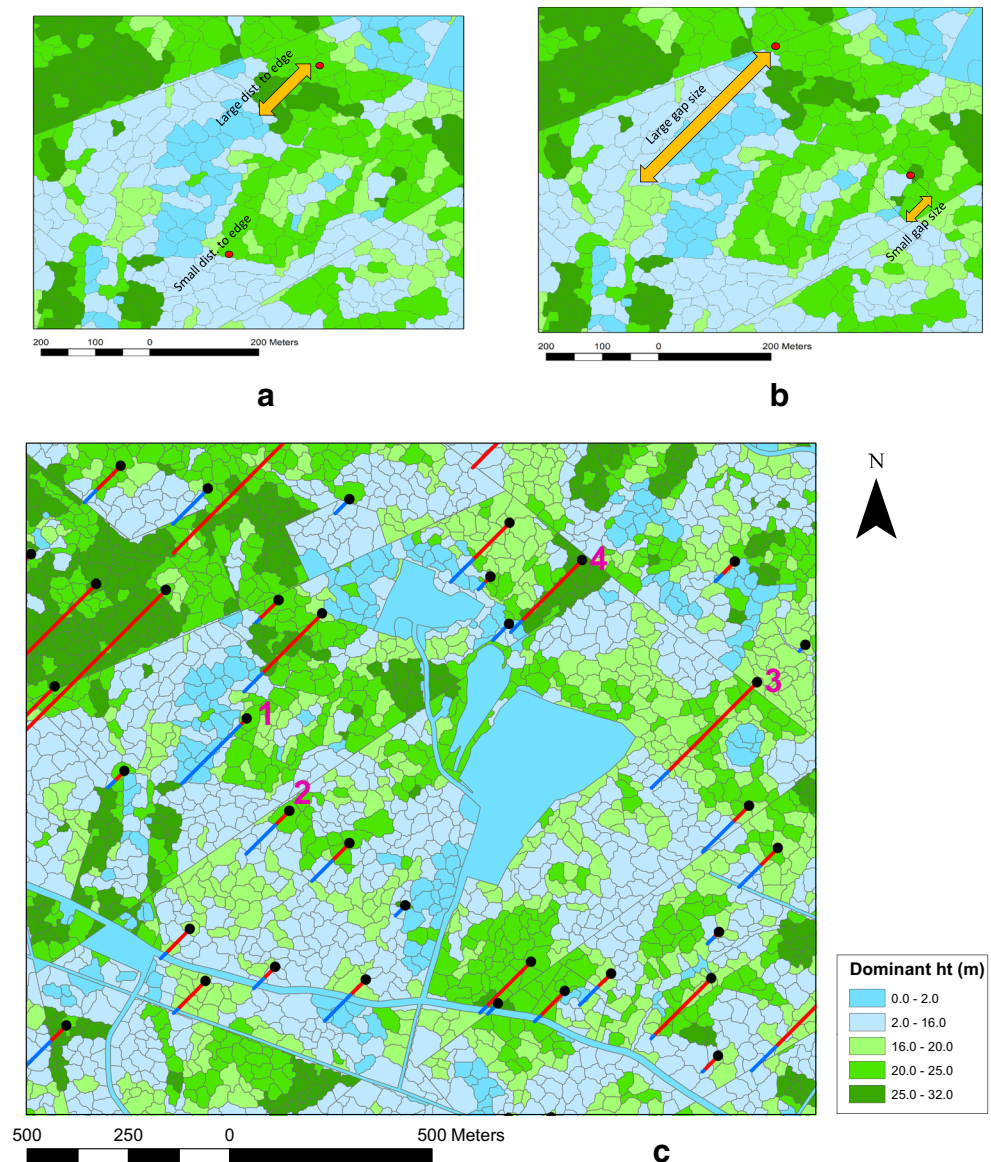 Large dist. to edge
Small dist. to edge
200 100 0 200 Meters
a
Large gap size
Small gap size
200 100 0 200 Meters
b
N
4
3
1
2
Dominant ht (m)
0.0 - 2.0
2.0 - 16.0
16.0 - 20.0
20.0 - 25.0
25.0 - 32.0
500 250 0 500 Meters
c